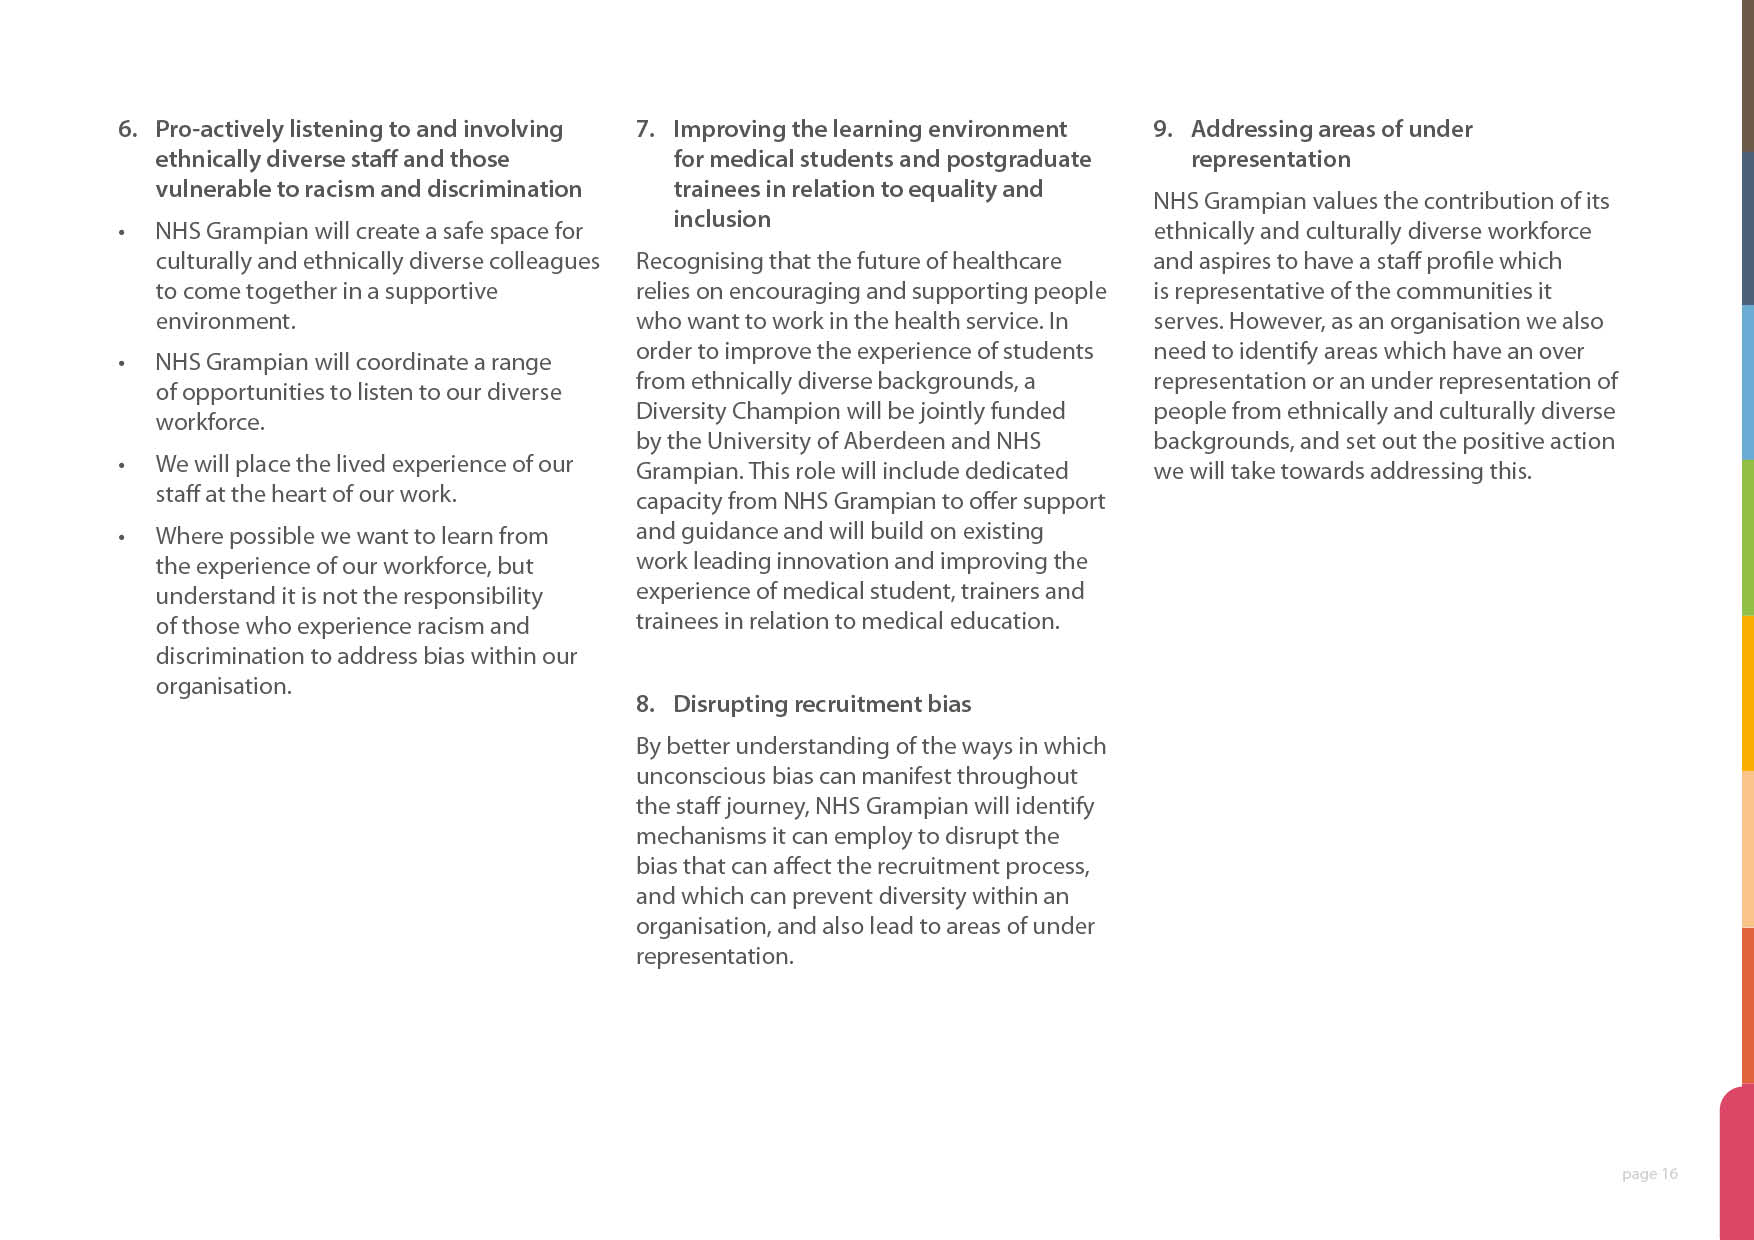 6. Pro-actively listening to and involving
ethnically diverse staff and those
vulnerable to racism and discrimination
• NHS Grampian will create a safe space for
culturally and ethnically diverse colleagues
to come together in a supportive
environment.
• NHS Grampian will coordinate a range
of opportunities to listen to our diverse
workforce.
• We will place the lived experience of our
staff at the heart of our work.
• Where possible we want to learn from
the experience of our workforce, but
understand it is not the responsibility
of those who experience racism and
discrimination to address bias within our
organisation.
7. Improving the learning environment
for medical students and postgraduate
trainees in relation to equality and
inclusion
Recognising that the future of healthcare
relies on encouraging and supporting people
who want to work in the health service. In
order to improve the experience of students
from ethnically diverse backgrounds, a
Diversity Champion will be jointly funded
by the University of Aberdeen and NHS
Grampian. This role will include dedicated
capacity from NHS Grampian to offer support
and guidance and will build on existing
work leading innovation and improving the
experience of medical student, trainers and
trainees in relation to medical education.
8. Disrupting recruitment bias
By better understanding of the ways in which
unconscious bias can manifest throughout
the staff journey, NHS Grampian will identify
mechanisms it can employ to disrupt the
bias that can affect the recruitment process,
and which can prevent diversity within an
organisation, and also lead to areas of under
representation.
9. Addressing areas of under
representation
NHS Grampian values the contribution of its
ethnically and culturally diverse workforce
and aspires to have a staff profile which
is representative of the communities it
serves. However, as an organisation we also
need to identify areas which have an over
representation or an under representation of
people from ethnically and culturally diverse
backgrounds, and set out the positive action
we will take towards addressing this.
page 16